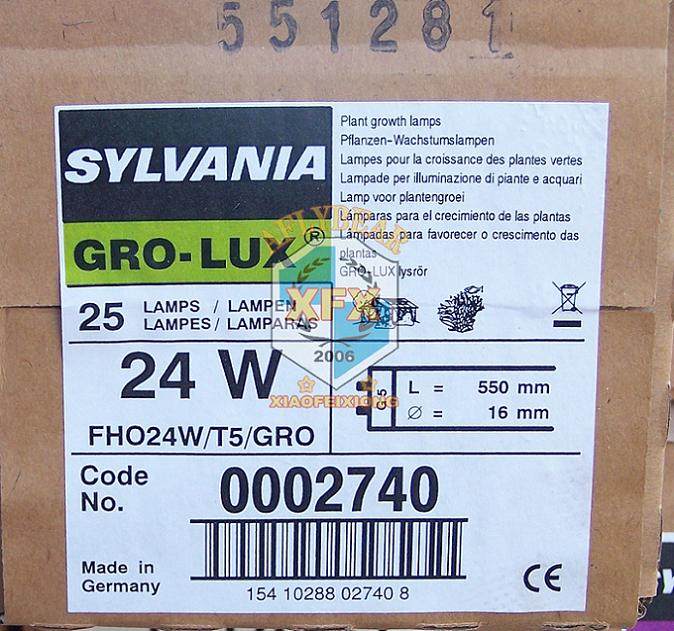 551281
SYLVANIA
GRO-LUX®
Plant growth lamps
Pflanzen-Wachstumslampen
Lampes pour la croissance des plantes vertes
Lampade per illuminazione di piante e acquari
Lamp voor plantengroei
Lámparas para el crecimiento de las plantas
Lâmpadas para favorecer o crescimento das
plantas
GRO-LUX lysrör
AFLYBEAR
XFX
2006
XIAOFEIXIONG
25 LAMPS / LAMPEN
LAMPES / LAMPARAS
24 W
FHO24W/T5/GRO
G5
L = 550 mm
Ø = 16 mm
Code
No.
0002740
Made in
Germany
154 10288 02740 8
CE